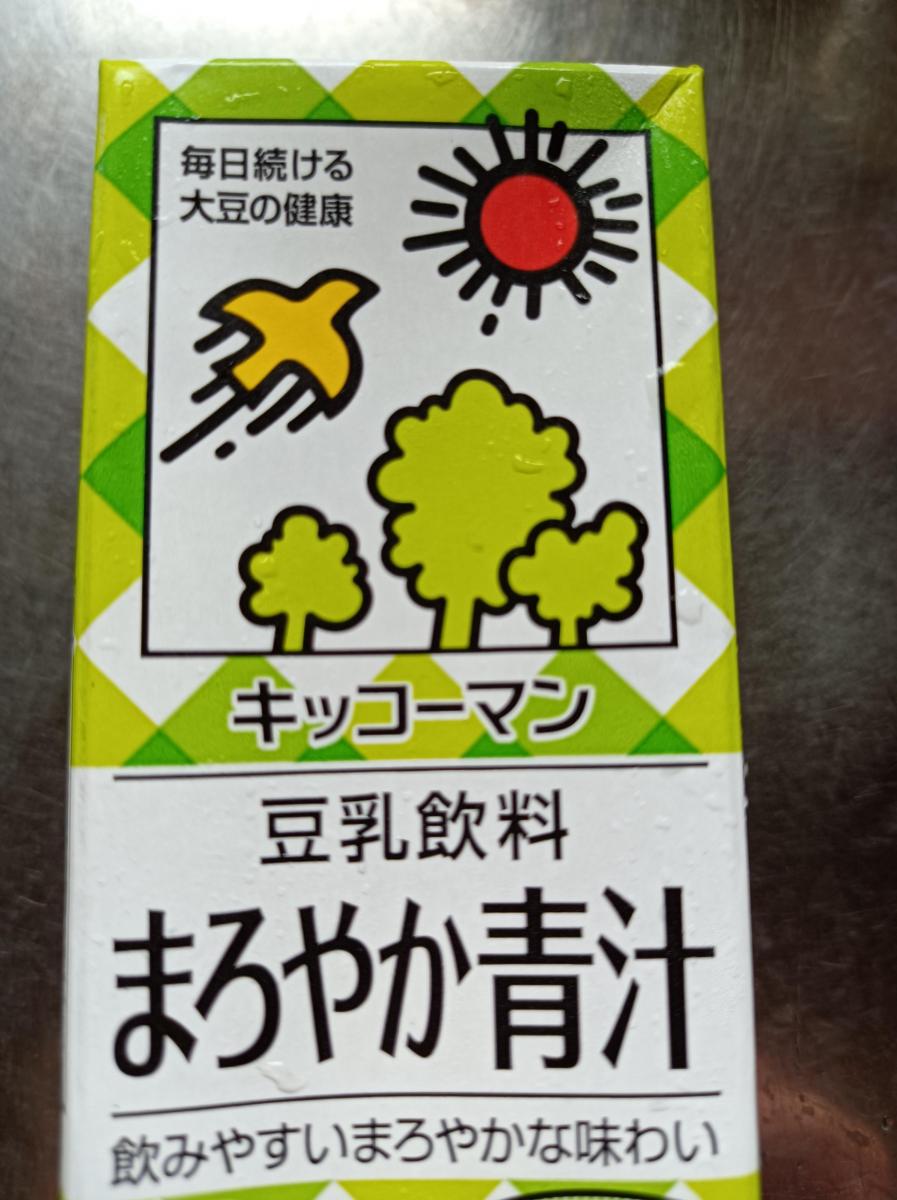 毎日続ける
大豆の健康
キッコーマン
豆乳飲料
まろやか青汁
飲みやすいまろやかな味わい